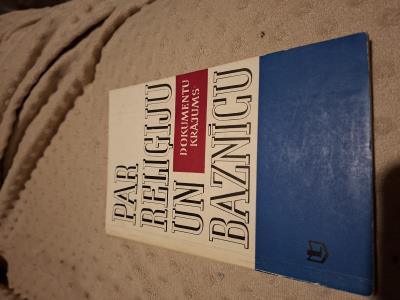 PAR
RELIĢIJU
UN
DOKUMENTU
KRĀJUMS
BAZNĪCU